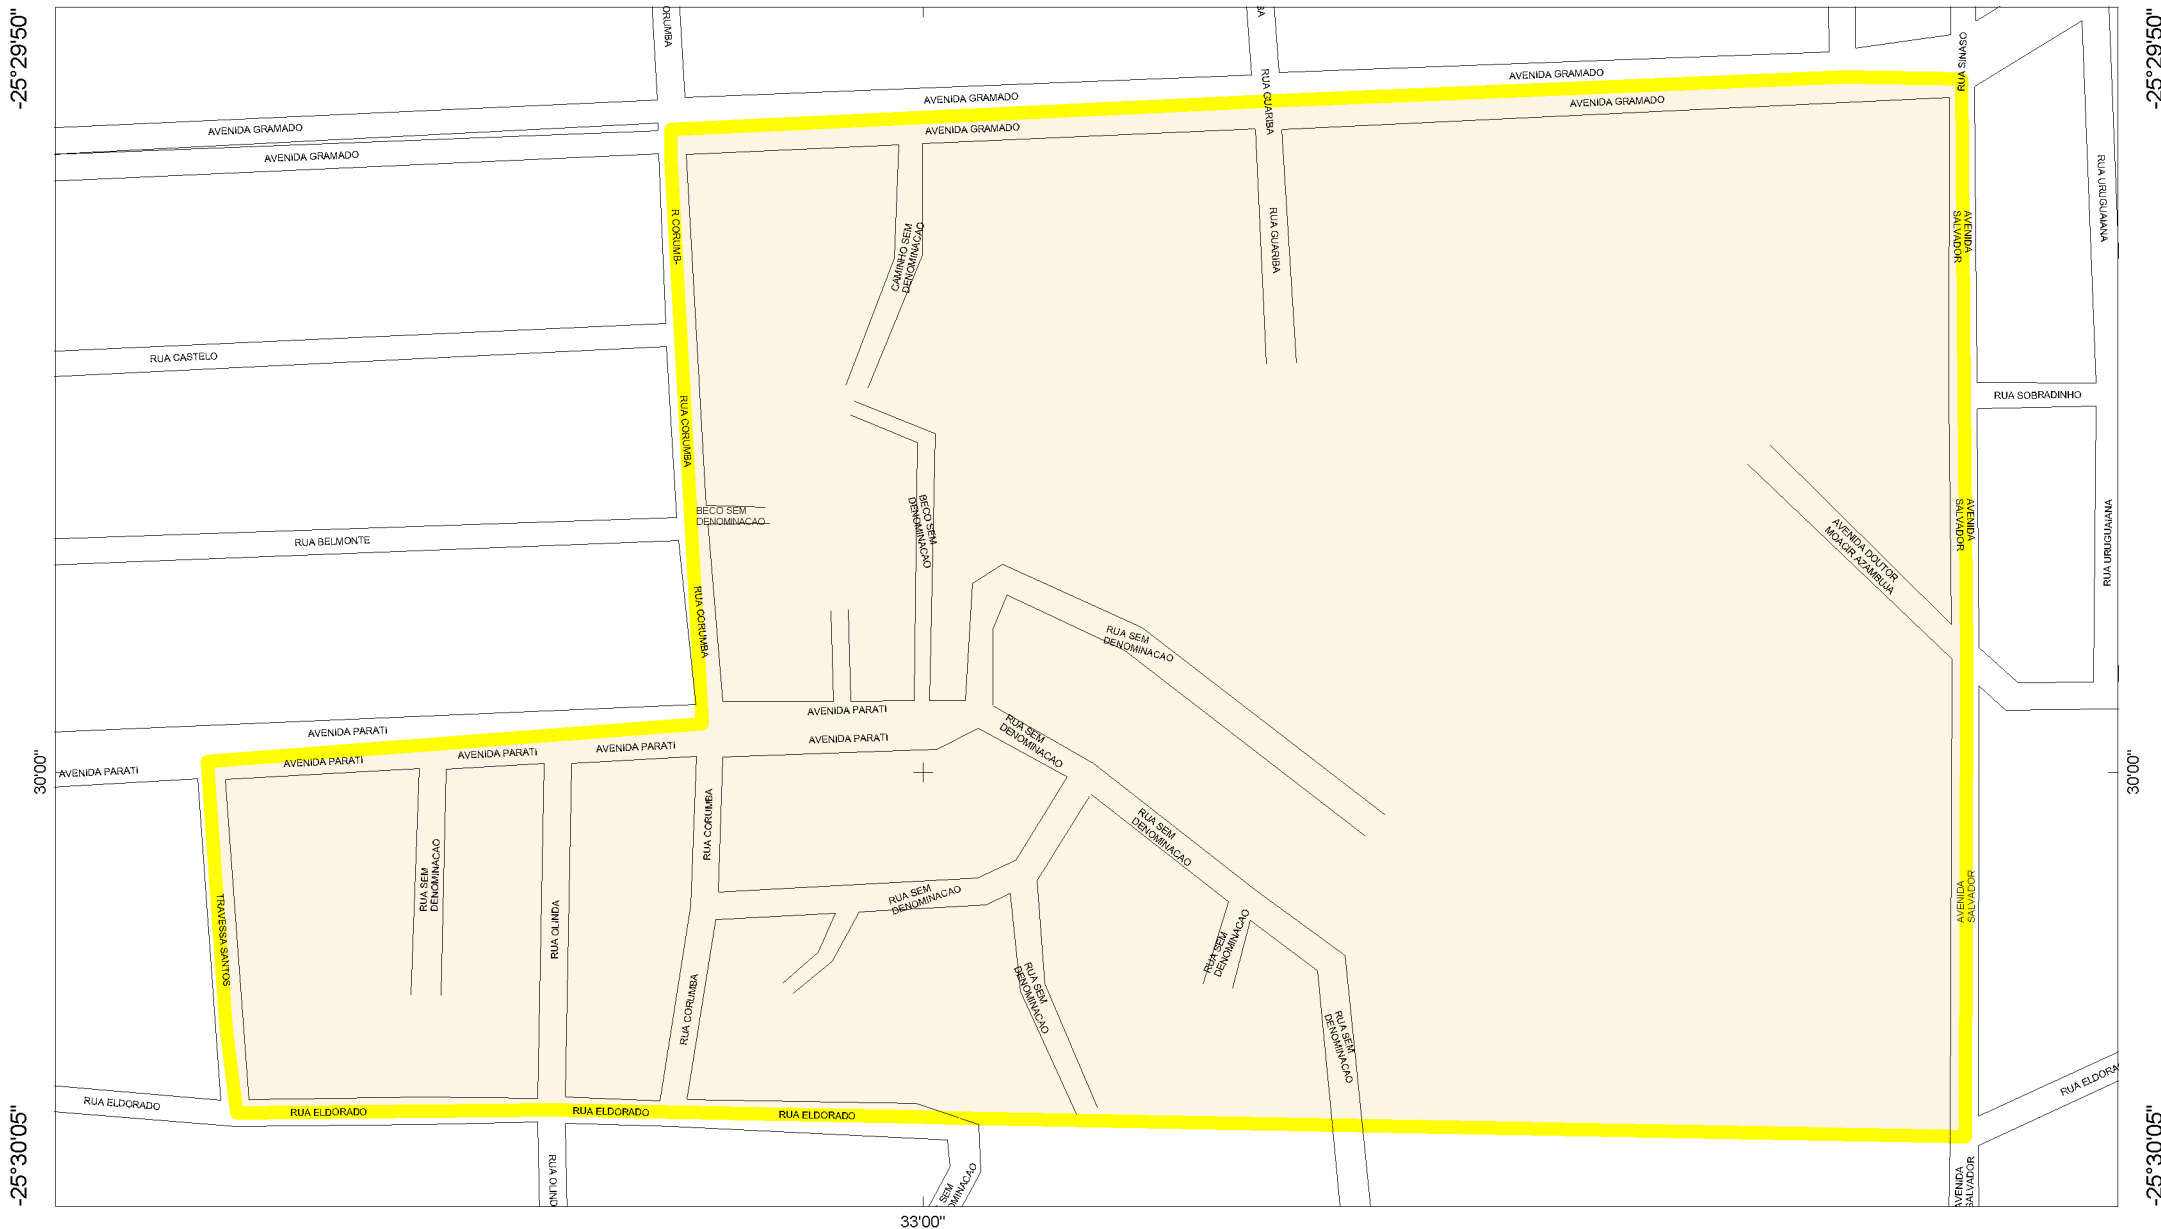 -25°29'50"
-25°29'50"
ORUMBA
BA
RUA GUARIBA
AVENIDA GRAMADO
AVENIDA GRAMADO
AVENIDA GRAMADO
AVENIDA GRAMADO
AVENIDA GRAMADO
AVENIDA GRAMADO
RUA SINASO
RUA URUGUAIANA
R CORUMB-
CAMINHO SEM
DENOMINACAO
RUA GUARIBA
AVENIDA
SALVADOR
RUA CASTELO
RUA CORUMBA
RUA SOBRADINHO
BECO SEM
DENOMINACAO
BECO SEM
DENOMINACAO
RUA BELMONTE
AVENIDA
SALVADOR
AVENIDA DOUTOR
MOACIR AZAMBUJA
RUA URUGUAIANA
RUA CORUMBA
RUA SEM
DENOMINACAO
AVENIDA PARATI
AVENIDA PARATI
RUA SEM
DENOMINACAO
AVENIDA PARATI
AVENIDA PARATI
AVENIDA PARATI
AVENIDA PARATI
AVENIDA PARATI
30'00"
30'00"
RUA CORUMBA
RUA SEM
DENOMINACAO
RUA SEM
DENOMINACAO
RUA SEM
DENOMINACAO
AVENIDA
SALVADOR
TRAVESSA SANTOS
RUA OLINDA
RUA SEM
DENOMINACAO
RUA CORUMBA
RUA SEM
DENOMINACAO
RUA SEM
DENOMINACAO
RUA ELDORADO
RUA ELDORADO
RUA ELDORADO
RUA ELDORADO
RUA ELDORA
RUA OLIND
SEM
OMINACAO
AVENIDA
SALVADOR
-25°30'05"
-25°30'05"
33'00"